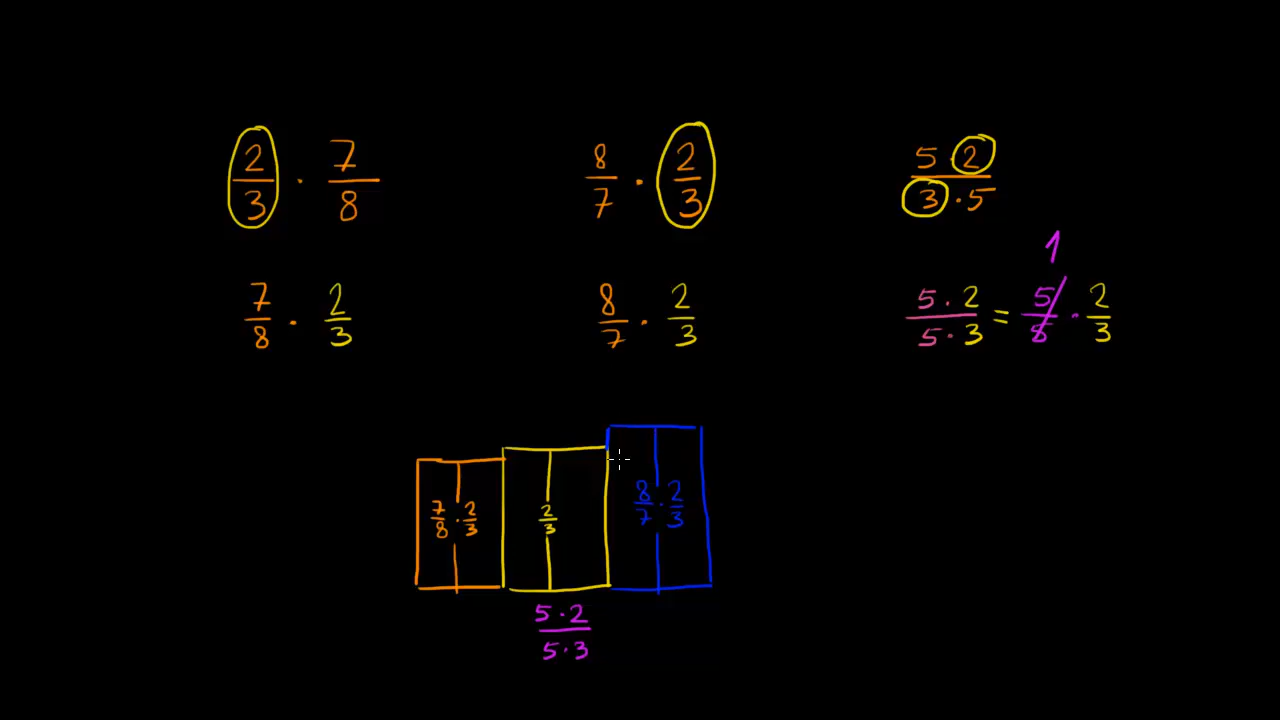 2/3 · 7/8
8/7 · 2/3
5 · 2 / 3 · 5
7/8 · 2/3
8/7 · 2/3
5 · 2 / 5 · 3 = 5/5 · 2/3
1
7/8 · 2/3
2/3
8/7 · 2/3
5 · 2 / 5 · 3